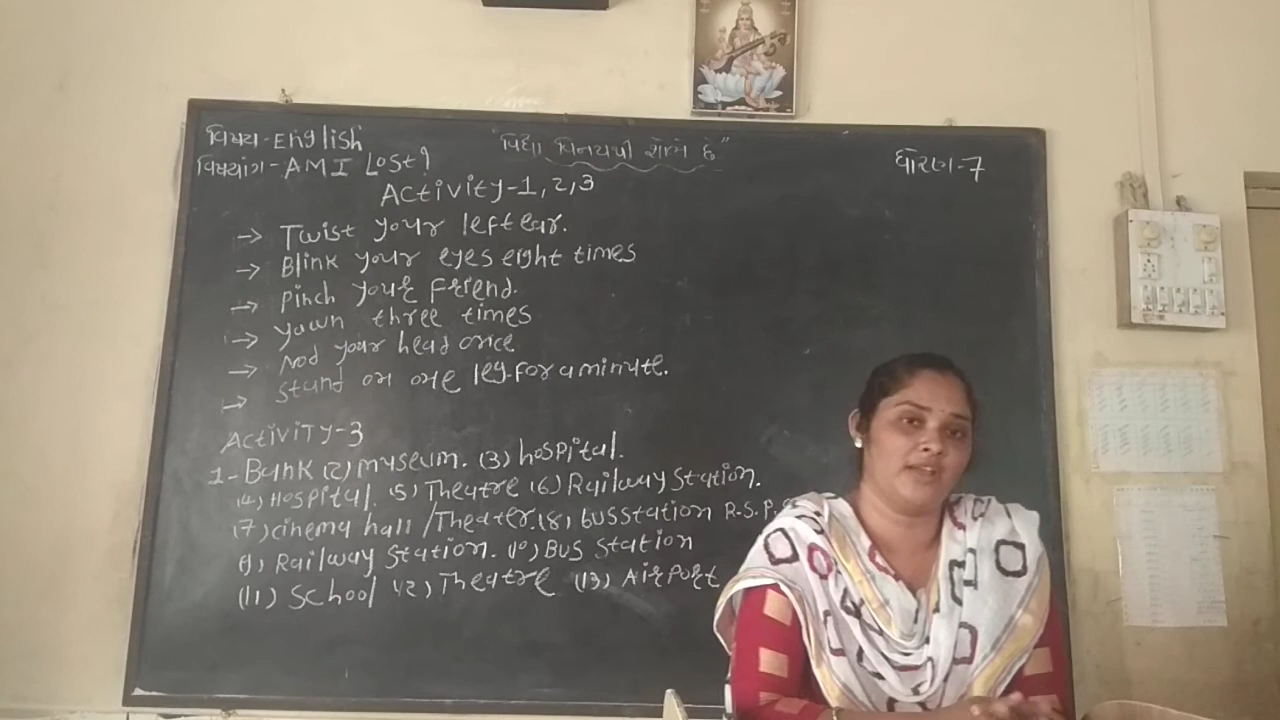 વિષય-English
"વિદ્યા વિનયથી શોભે છે"
ધોરણ-7
વિષયાંગ-AM I Lost?
Activity-1,2,3
→ Twist your left ear.
→ Blink your eyes eight times
→ Pinch your friend.
→ yawn three times
→ Nod your head once
→ Stand on one leg for a minute.
Activity-3
1-Bank (2) museum. (3) hospital.
(4) Hospital. 5) Theatre (6) Railway station.
(7) cinema hall /Theater. (8) bus station R.S.P.
9) Railway station. 10) Bus station
(11) School 12) Theatre (13) Airport